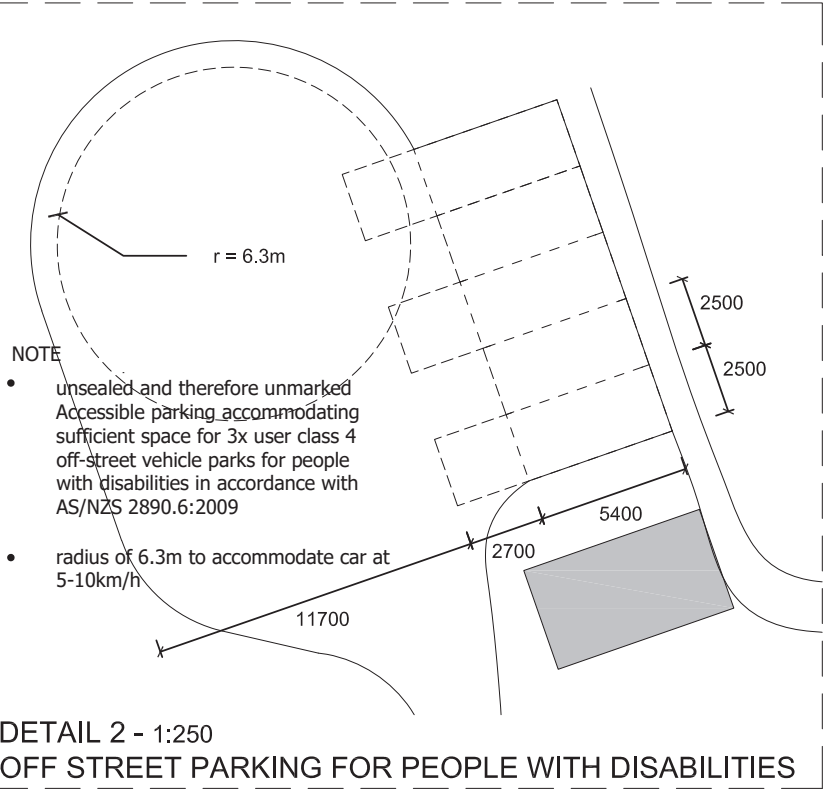 r = 6.3m
2500
2500
NOTE
• unsealed and therefore unmarked
Accessible parking accommodating
sufficient space for 3x user class 4
off-street vehicle parks for people
with disabilities in accordance with
AS/NZS 2890.6:2009
• radius of 6.3m to accommodate car at
5-10km/h
5400
2700
11700
DETAIL 2 - 1:250
OFF STREET PARKING FOR PEOPLE WITH DISABILITIES